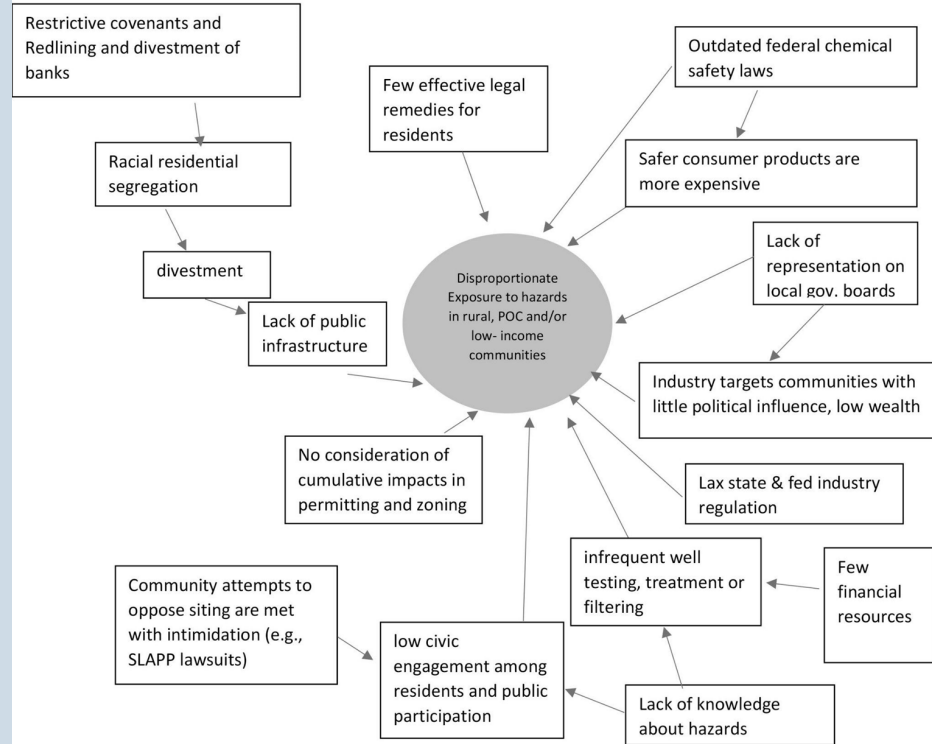 Restrictive covenants and
Redlining and divestment of
banks
Racial residential
segregation
divestment
Lack of public
infrastructure
Few effective legal
remedies for
residents
Outdated federal chemical
safety laws
Safer consumer products are
more expensive
Lack of
representation on
local gov. boards
Disproportionate
Exposure to hazards
in rural, POC and/or
low- income
communities
Industry targets communities with
little political influence, low wealth
No consideration of
cumulative impacts in
permitting and zoning
Lax state & fed industry
regulation
infrequent well
testing, treatment or
filtering
Few
financial
resources
Community attempts to
oppose siting are met
with intimidation (e.g.,
SLAPP lawsuits)
low civic
engagement among
residents and public
participation
Lack of knowledge
about hazards